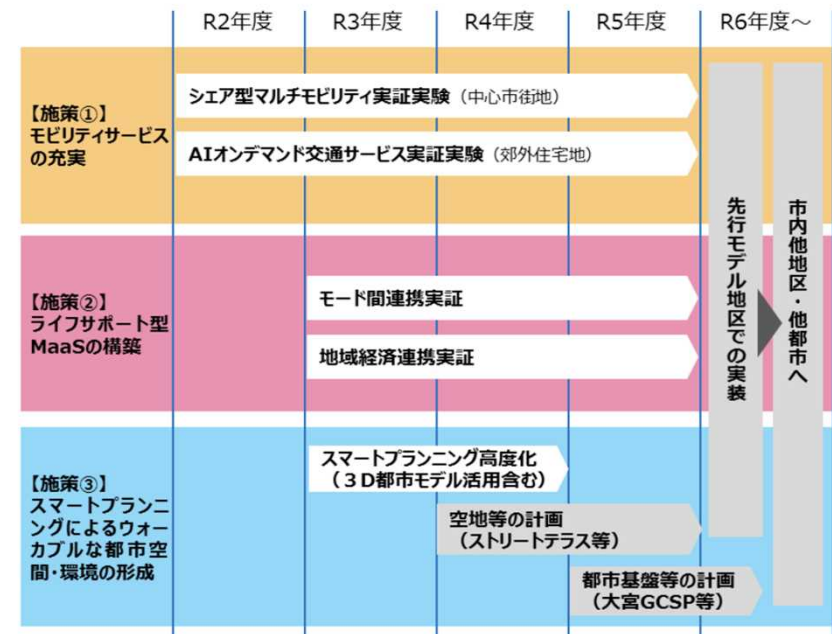 R2年度 R3年度 R4年度 R5年度 R6年度～
【施策①】
モビリティサービス
の充実
シェア型マルチモビリティ実証実験（中心市街地）
AIオンデマンド交通サービス実証実験（郊外住宅地）
【施策②】
ライフサポート型
MaaSの構築
モード間連携実証
地域経済連携実証
【施策③】
スマートプランニ
ングによるウォー
カブルな都市空
間・環境の形成
スマートプランニング高度化
（３D都市モデル活用含む）
空地等の計画
（ストリートテラス等）
都市基盤等の計画
（大宮GCSP等）
先行モデル地区での実装
市内他地区・他都市へ